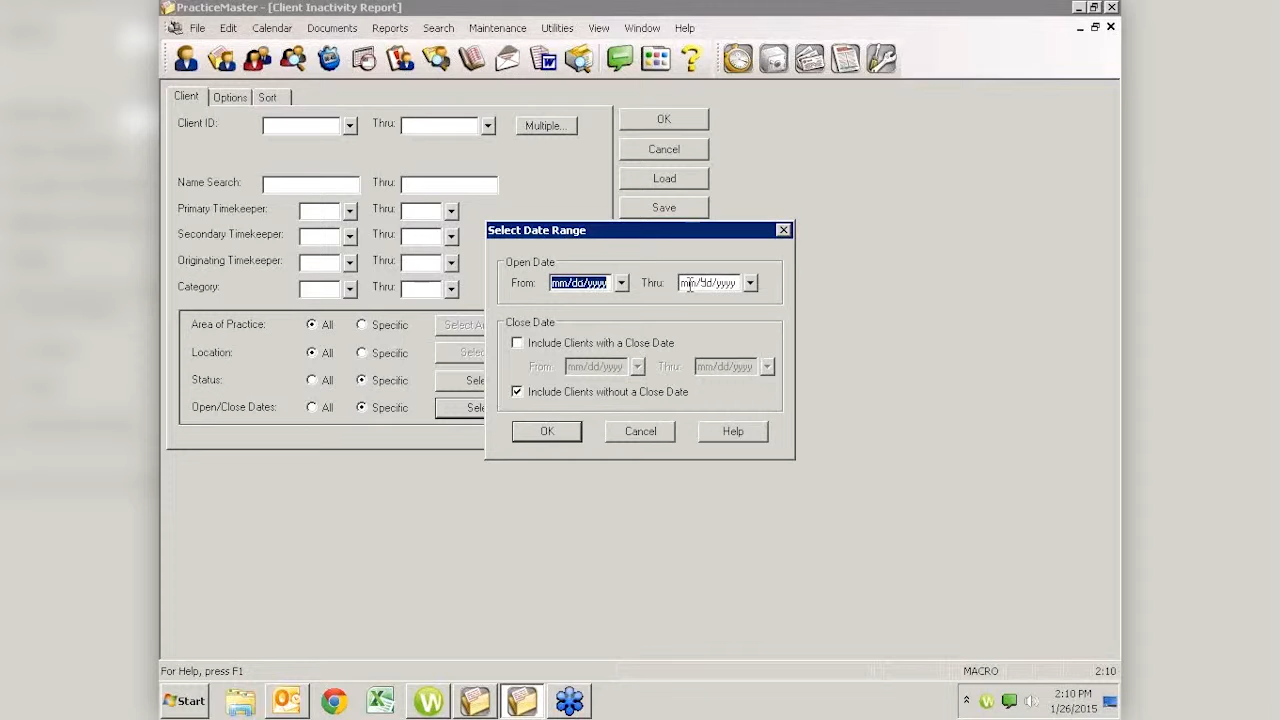 PracticeMaster - [Client Inactivity Report]
File Edit Calendar Documents Reports Search Maintenance Utilities View Window Help
Client Options Sort
Client ID: Thru: Multiple... OK
Cancel
Name Search: Thru: Load
Primary Timekeeper: Thru: Save
Secondary Timekeeper: Thru:
Originating Timekeeper: Thru:
Category: Thru:
Area of Practice: All Specific Select A
Location: All Specific Selec
Status: All Specific Sele
Open/Close Dates: All Specific Sele
Select Date Range
Open Date
From: mm/dd/yyyy Thru: mm/dd/yyyy
Close Date
Include Clients with a Close Date
From: mm/dd/yyyy Thru: mm/dd/yyyy
Include Clients without a Close Date
OK Cancel Help
For Help, press F1 MACRO 2:10
Start 2:10 PM
1/26/2015